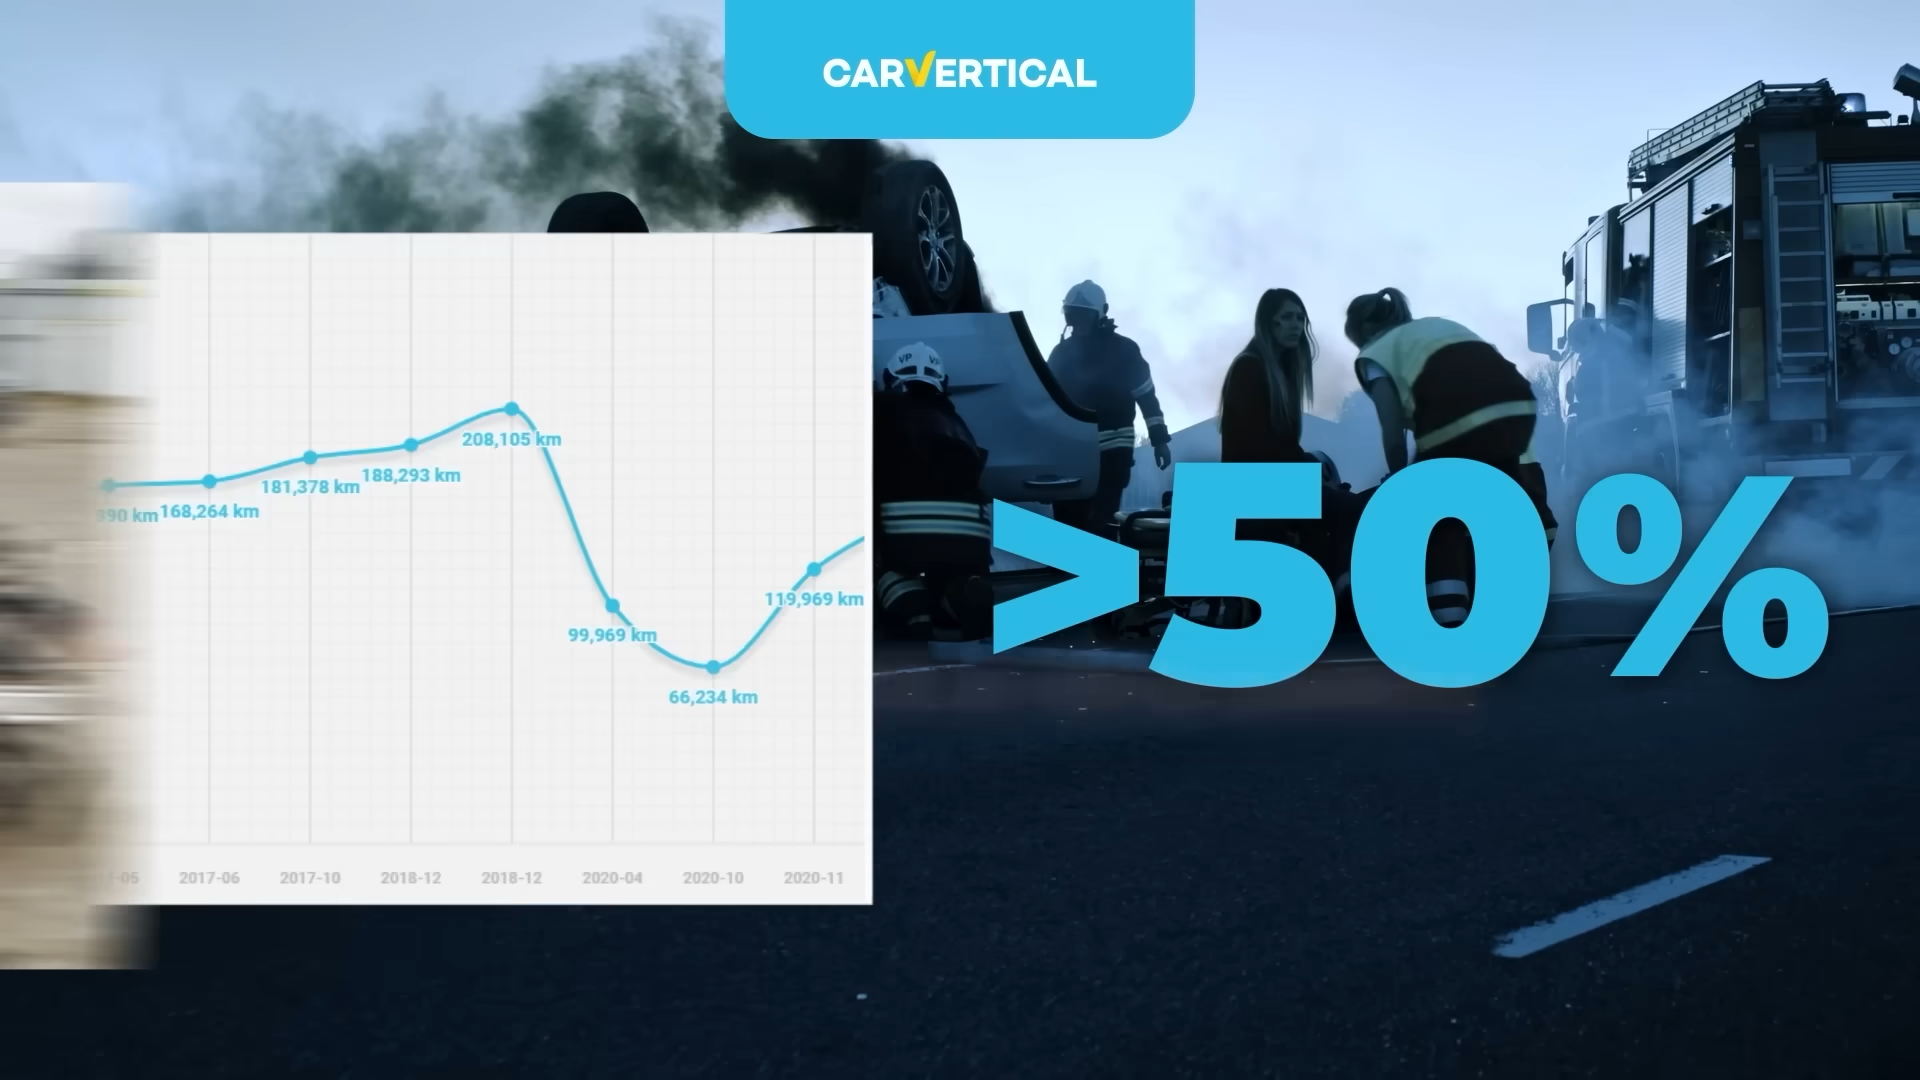 CARVERTICAL
VP
208,105 km
188,293 km
181,378 km
168,264 km
>50%
119,969 km
99,969 km
66,234 km
2017-06 2017-10 2018-12 2018-12 2020-04 2020-10 2020-11